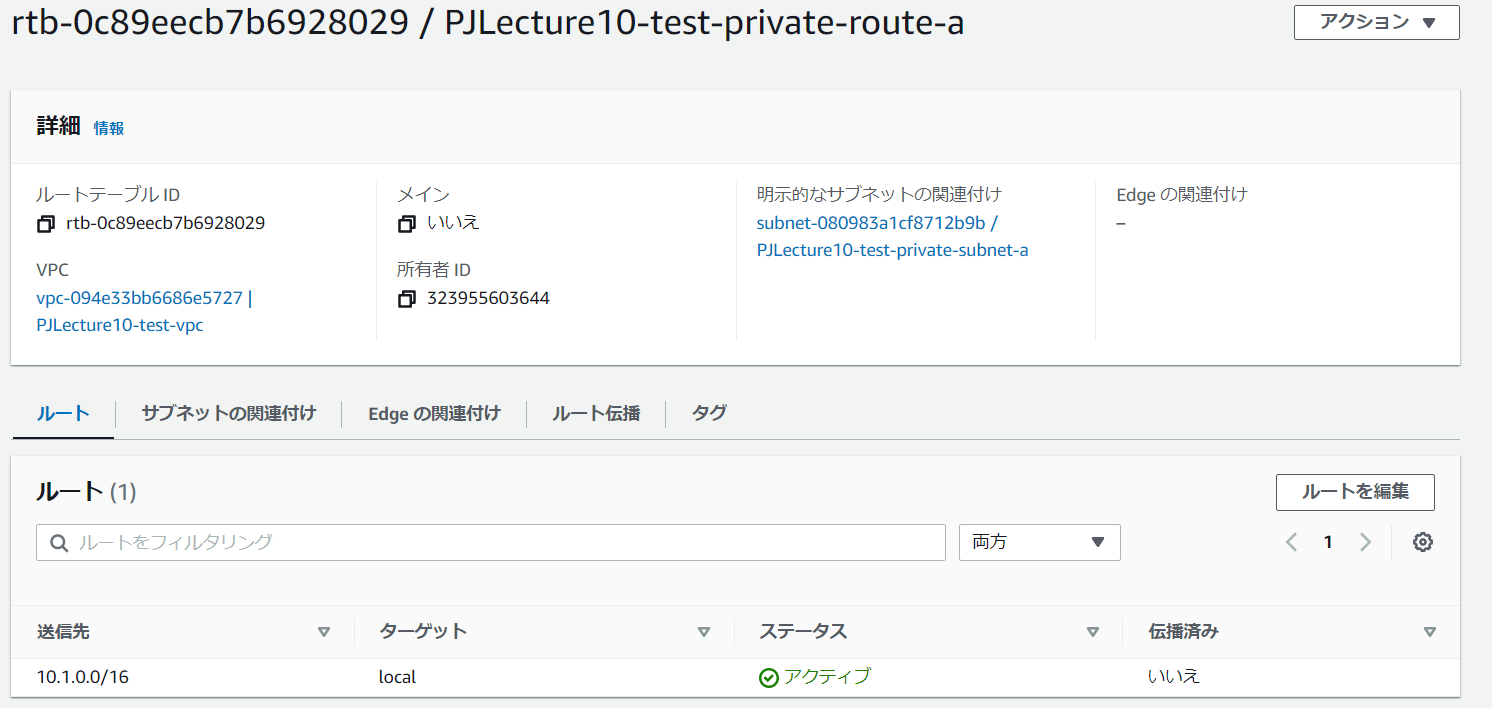 rtb-0c89eecb7b6928029 / PJLecture10-test-private-route-a
アクション
詳細 情報
ルートテーブル ID
rtb-0c89eecb7b6928029
VPC
vpc-094e33bb6686e5727 |
PJLecture10-test-vpc
メイン
いいえ
所有者 ID
323955603644
明示的なサブネットの関連付け
subnet-080983a1cf8712b9b /
PJLecture10-test-private-subnet-a
Edge の関連付け
–
ルート サブネットの関連付け Edge の関連付け ルート伝播 タグ
ルート (1)
ルートを編集
ルートをフィルタリング 両方 1
送信先 ターゲット ステータス 伝播済み
10.1.0.0/16 local アクティブ いいえ